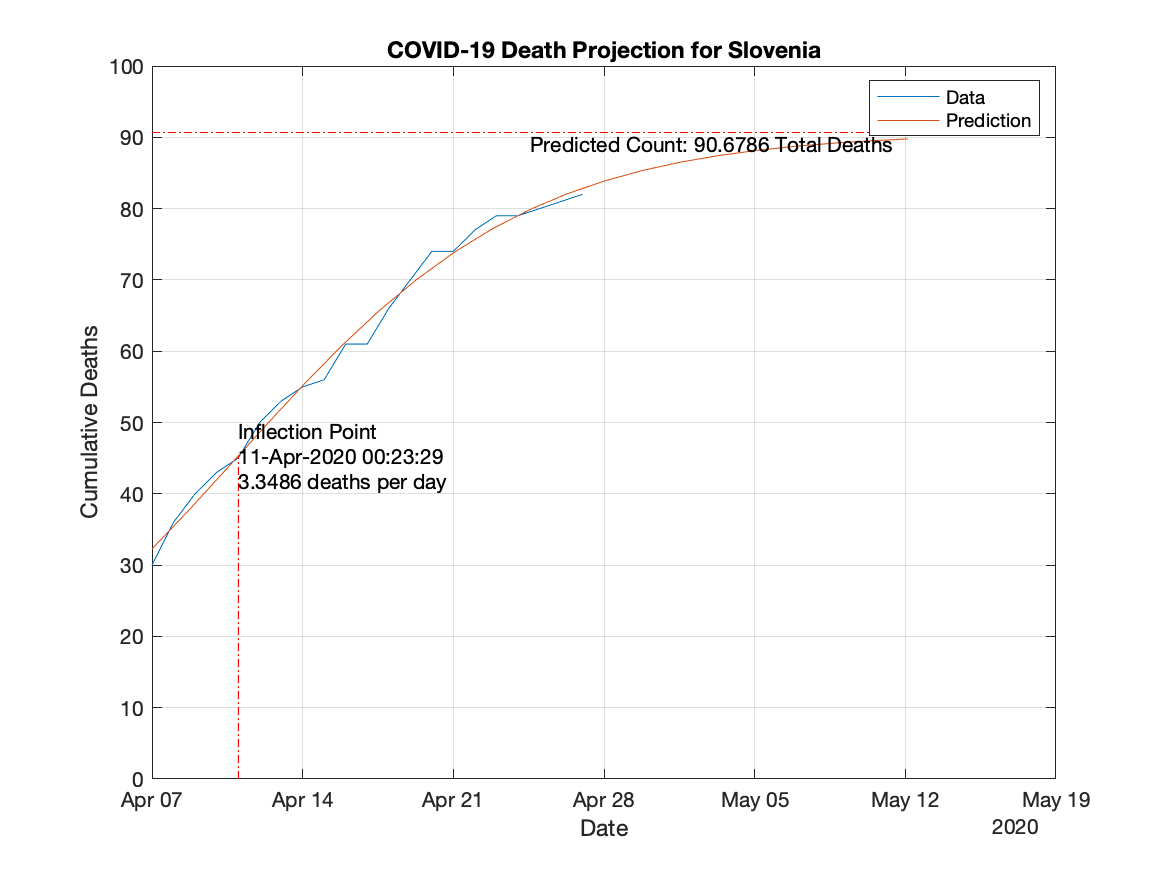 COVID-19 Death Projection for Slovenia
100
90
80
70
60
50
40
30
20
10
0
Cumulative Deaths
Data
Prediction
Predicted Count: 90.6786 Total Deaths
Inflection Point
11-Apr-2020 00:23:29
3.3486 deaths per day
Apr 07
Apr 14
Apr 21
Apr 28
May 05
May 12
May 19
Date
2020